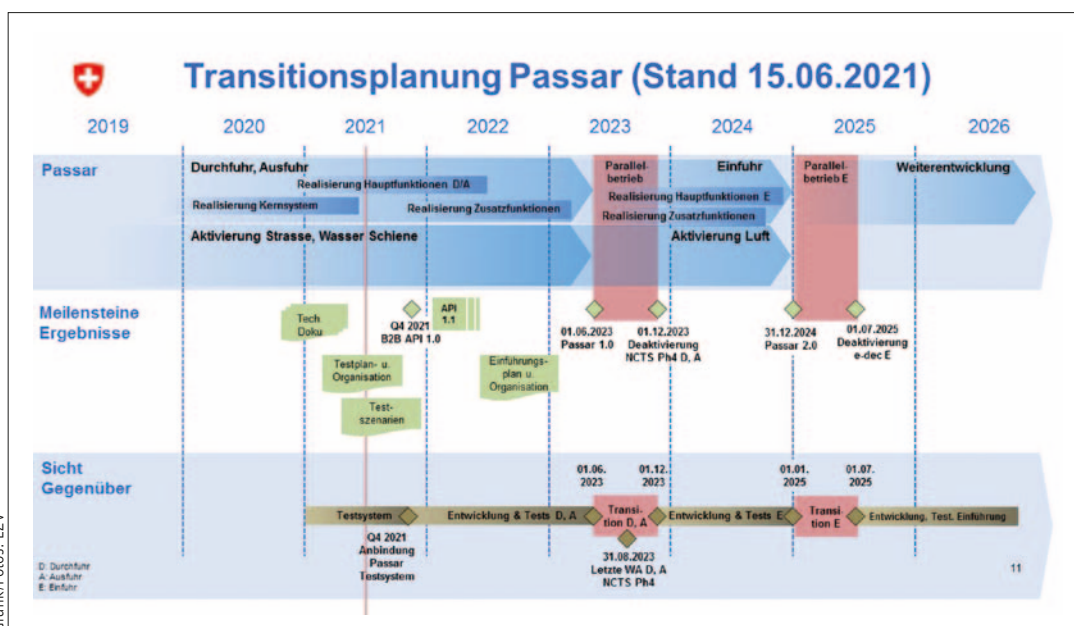 Transitionsplanung Passar (Stand 15.06.2021)
2019 2020 2021 2022 2023 2024 2025 2026
Passar
Durchfuhr, Ausfuhr
Realisierung Hauptfunktionen D/A
Realisierung Kernsystem
Realisierung Zusatzfunktionen
Aktivierung Strasse, Wasser Schiene
Parallel-
betrieb
Einfuhr
Realisierung Hauptfunktionen E
Realisierung Zusatzfunktionen
Aktivierung Luft
Parallel-
betrieb E
Weiterentwicklung
Meilensteine
Ergebnisse
Tech
Doku
Q4 2021
B2B API 1.0
API
1.1
Testplan- u.
Organisation
Test-
szenarien
Einführungs-
plan u.
Organisation
01.06.2023
Passar 1.0
01.12.2023
Deaktivierung
NCTS Ph4 D, A
31.12.2024
Passar 2.0
01.07.2025
Deaktivierung
e-dec E
Sicht
Gegenüber
01.06.
2023
01.12.
2023
01.01.
2025
01.07.
2025
Testsystem
Entwicklung & Tests D, A
Transi-
tion D, A
Entwicklung & Tests E
Transi-
tion E
Entwicklung, Test, Einführung
Q4 2021
Anbindung
Passar
Testsystem
31.08.2023
Letzte WA D, A
NCTS Ph4
D: Durchfuhr
A: Ausfuhr
E: Einfuhr
11